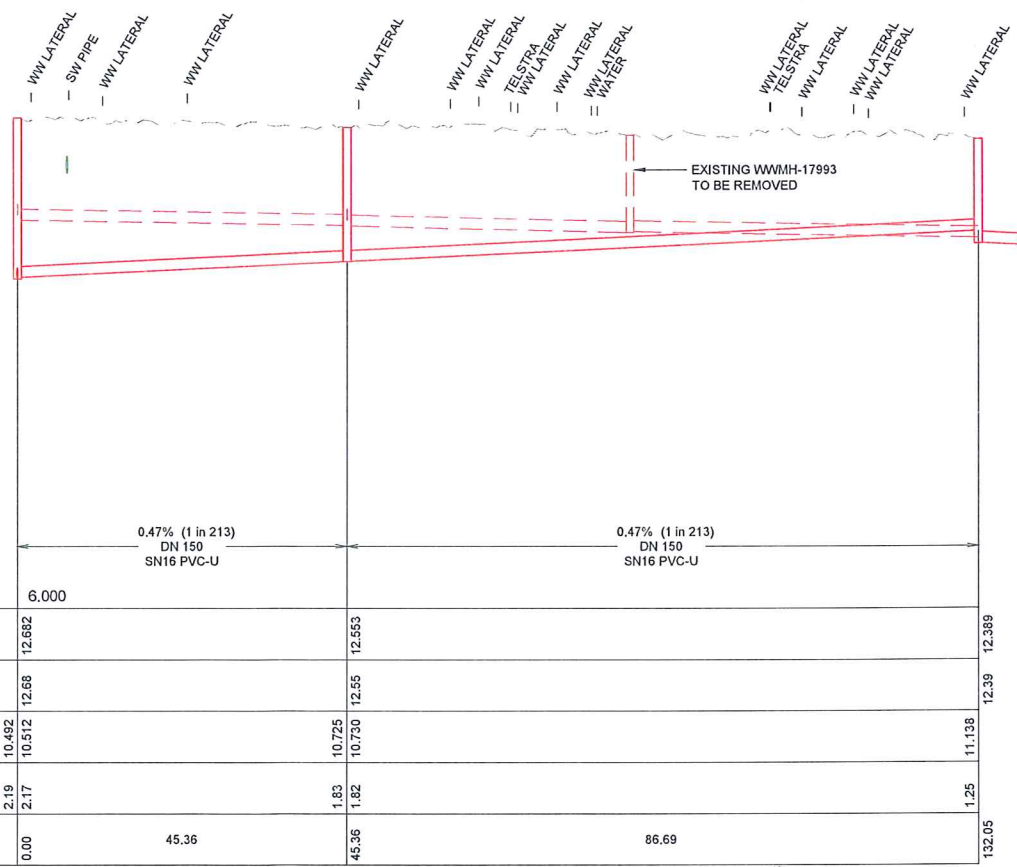 WW LATERAL
SW PIPE
WW LATERAL
WW LATERAL
WW LATERAL
WW LATERAL
WW LATERAL
TELSTRA
WW LATERAL
WW LATERAL
WW LATERAL
WATER
WW LATERAL
TELSTRA
WW LATERAL
WW LATERAL
WW LATERAL
WW LATERAL
EXISTING WWMH-17993
TO BE REMOVED
0.47% (1 in 213)
DN 150
SN16 PVC-U
0.47% (1 in 213)
DN 150
SN16 PVC-U
6.000
12.682
12.553
12.389
12.68
12.55
12.39
10.492
10.512
10.725
10.730
11.138
2.19
2.17
1.83
1.82
1.25
0.00
45.36
45.36
86.69
132.05